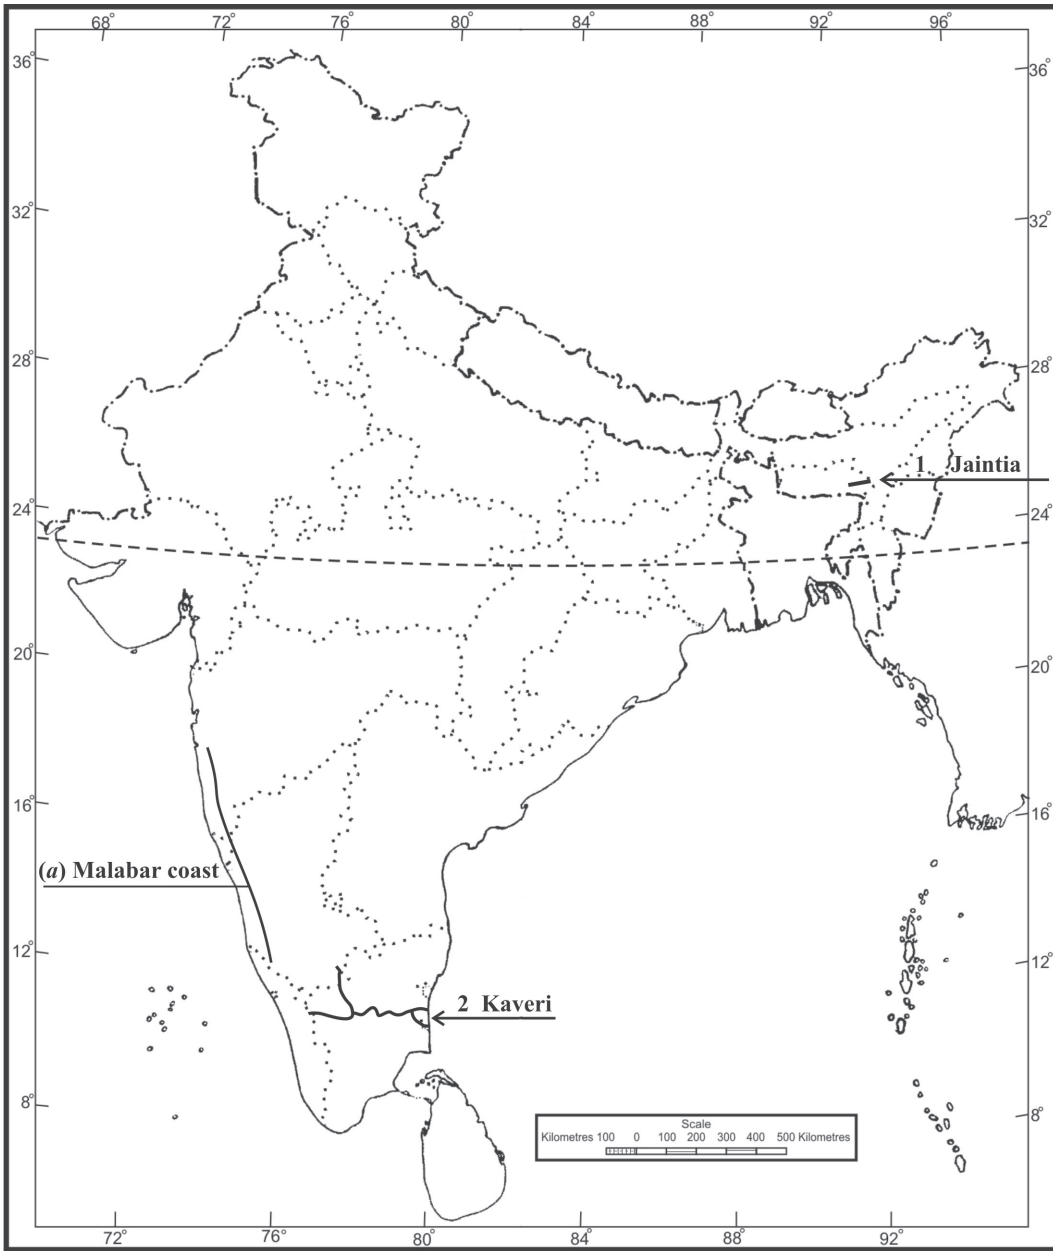 68° 72° 76° 80° 84° 88° 92° 96°
36° 36°
32° 32°
28° 28°
1 Jaintia
24° 24°
20° 20°
16° 16°
(a) Malabar coast
12° 12°
2 Kaveri
8° 8°
Scale
Kilometres 100 0 100 200 300 400 500 Kilometres
72° 76° 80° 84° 88° 92°